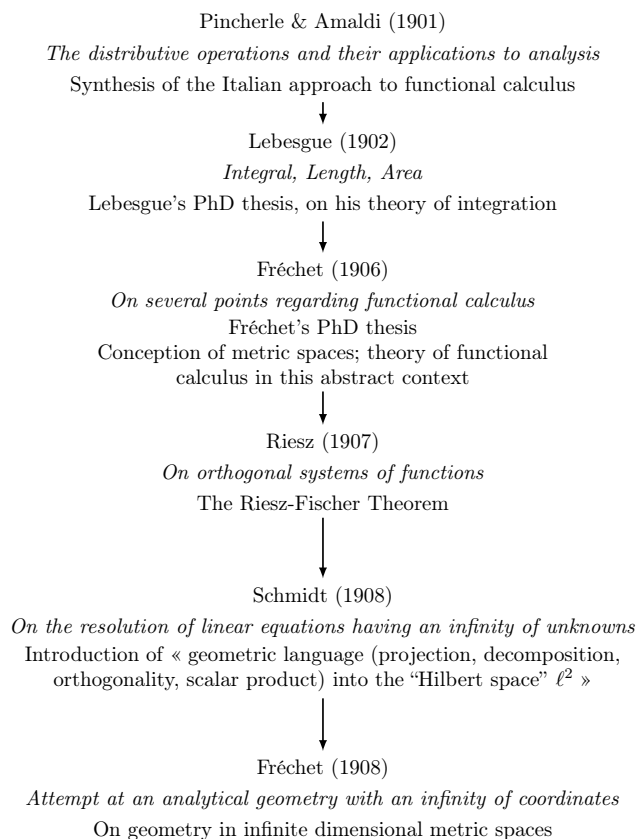 Pincherle & Amaldi (1901)
The distributive operations and their applications to analysis
Synthesis of the Italian approach to functional calculus
Lebesgue (1902)
Integral, Length, Area
Lebesgue's PhD thesis, on his theory of integration
Fréchet (1906)
On several points regarding functional calculus
Fréchet's PhD thesis
Conception of metric spaces; theory of functional
calculus in this abstract context
Riesz (1907)
On orthogonal systems of functions
The Riesz-Fischer Theorem
Schmidt (1908)
On the resolution of linear equations having an infinity of unknowns
Introduction of « geometric language (projection, decomposition,
orthogonality, scalar product) into the “Hilbert space” ℓ² »
Fréchet (1908)
Attempt at an analytical geometry with an infinity of coordinates
On geometry in infinite dimensional metric spaces